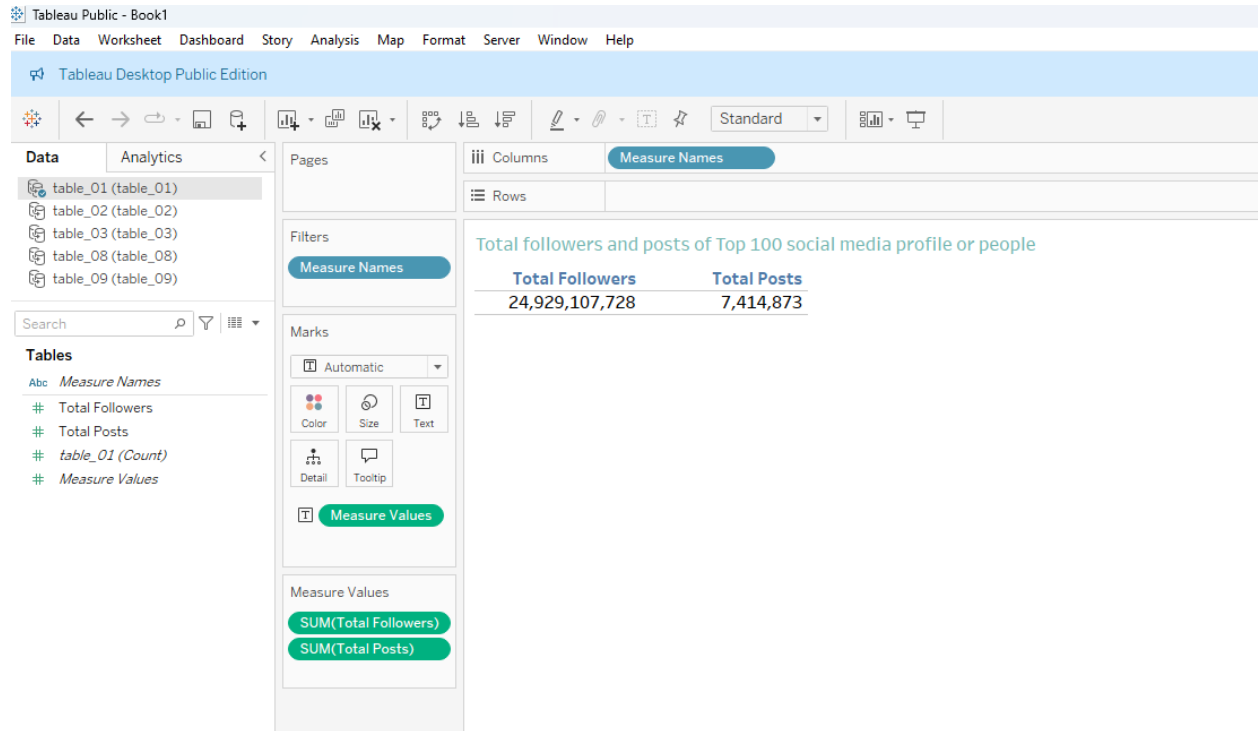 Tableau Public - Book1
File Data Worksheet Dashboard Story Analysis Map Format Server Window Help
Tableau Desktop Public Edition
Standard
Data Analytics
table_01 (table_01)
table_02 (table_02)
table_03 (table_03)
table_08 (table_08)
table_09 (table_09)
Search
Tables
Abc Measure Names
# Total Followers
# Total Posts
# table_01 (Count)
# Measure Values
Pages
Filters
Measure Names
Marks
T Automatic
Color Size T Text
Detail Tooltip
T Measure Values
Measure Values
SUM(Total Followers)
SUM(Total Posts)
iii Columns Measure Names
Rows
Total followers and posts of Top 100 social media profile or people
Total Followers Total Posts
24,929,107,728 7,414,873